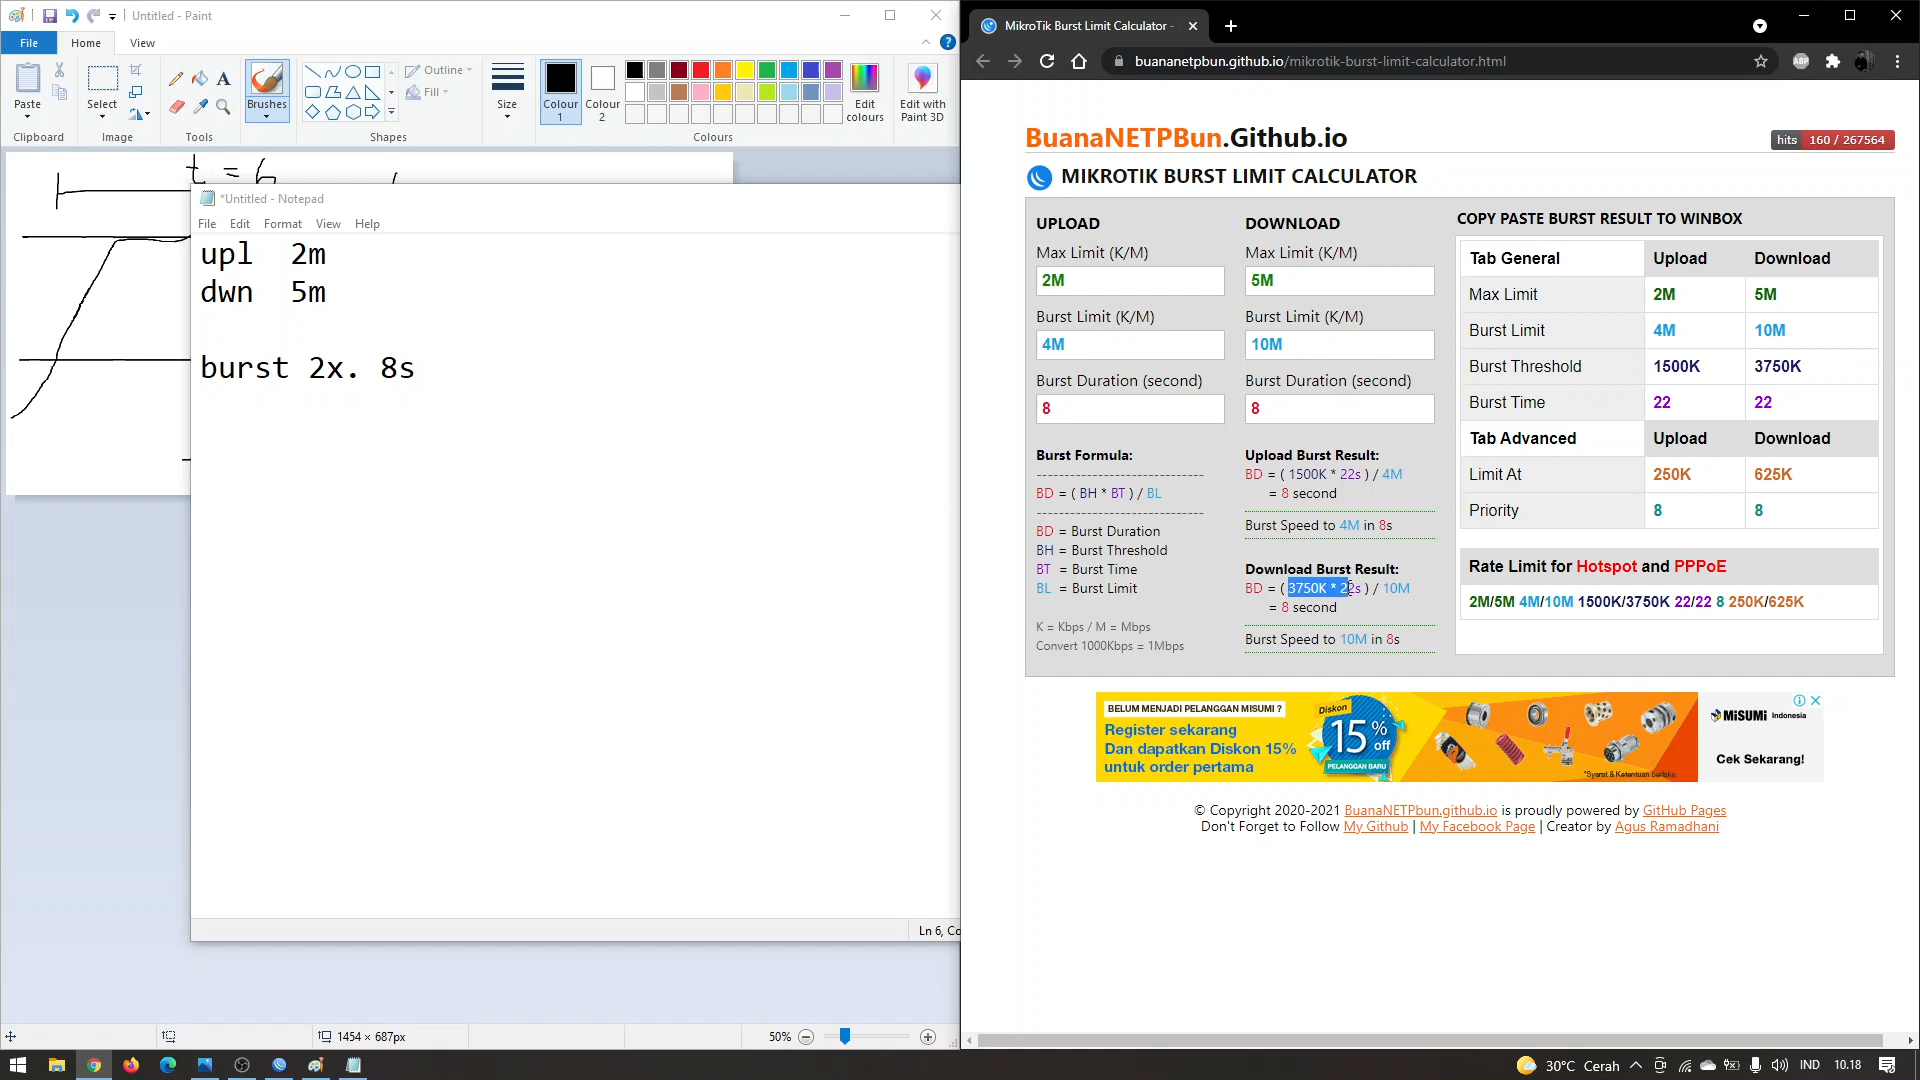 Untitled - Paint
File
Home
View
Paste
Select
Brushes
Outline
Fill
Size
Colour 1
Colour 2
Edit colours
Edit with Paint 3D
Clipboard
Image
Tools
Shapes
Colours
t = 6
*Untitled - Notepad
File Edit Format View Help
upl 2m
dwn 5m
burst 2x. 8s
Ln 6, Co
1454 × 687px
50%
MikroTik Burst Limit Calculator -
buananetpbun.github.io/mikrotik-burst-limit-calculator.html
ABP
BuanaNETPBun.Github.io
hits 160 / 267564
MIKROTIK BURST LIMIT CALCULATOR
UPLOAD
Max Limit (K/M)
2M
Burst Limit (K/M)
4M
Burst Duration (second)
8
DOWNLOAD
Max Limit (K/M)
5M
Burst Limit (K/M)
10M
Burst Duration (second)
8
Burst Formula:
------------------------------
BD = ( BH * BT ) / BL
------------------------------
BD = Burst Duration
BH = Burst Threshold
BT = Burst Time
BL = Burst Limit
K = Kbps / M = Mbps
Convert 1000Kbps = 1Mbps
Upload Burst Result:
BD = ( 1500K * 22s ) / 4M
= 8 second
Burst Speed to 4M in 8s
Download Burst Result:
BD = ( 3750K * 22s ) / 10M
= 8 second
Burst Speed to 10M in 8s
COPY PASTE BURST RESULT TO WINBOX
Tab General Upload Download
Max Limit 2M 5M
Burst Limit 4M 10M
Burst Threshold 1500K 3750K
Burst Time 22 22
Tab Advanced Upload Download
Limit At 250K 625K
Priority 8 8
Rate Limit for Hotspot and PPPoE
2M/5M 4M/10M 1500K/3750K 22/22 8 250K/625K
BELUM MENJADI PELANGGAN MISUMI ?
Register sekarang
Dan dapatkan Diskon 15%
untuk order pertama
Diskon
15% off
PELANGGAN BARU
*Syarat & Ketentuan berlaku
MiSUMi Indonesia
Cek Sekarang!
© Copyright 2020-2021 BuanaNETPbun.github.io is proudly powered by GitHub Pages
Don't Forget to Follow My Github | My Facebook Page | Creator by Agus Ramadhani
30°C Cerah
IND
10.18